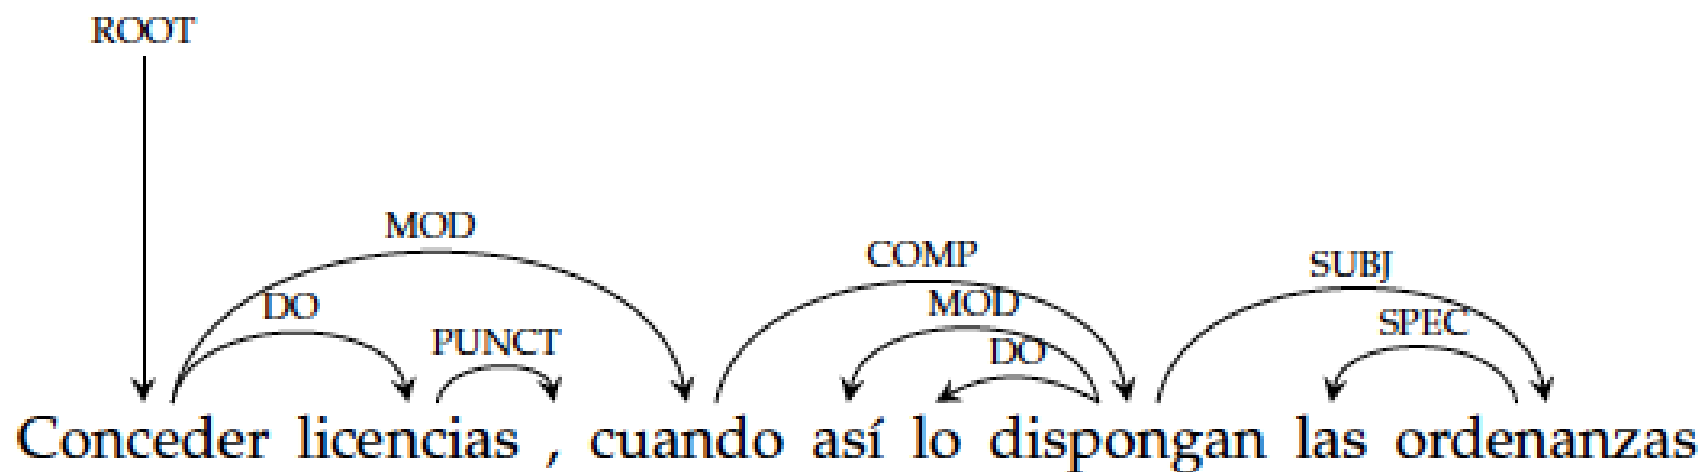 ROOT
MOD
COMP
SUBJ
DO
MOD
SPEC
PUNCT
DO
Conceder licencias , cuando así lo dispongan las ordenanzas